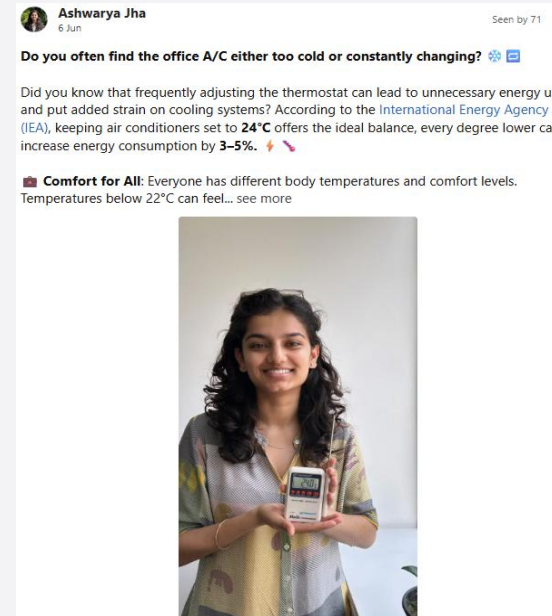 Ashwarya Jha
6 Jun
Seen by 71
Do you often find the office A/C either too cold or constantly changing? ❄️ 🔁
Did you know that frequently adjusting the thermostat can lead to unnecessary energy u
and put added strain on cooling systems? According to the International Energy Agency
(IEA), keeping air conditioners set to 24°C offers the ideal balance, every degree lower ca
increase energy consumption by 3–5%. ⚡
💼 Comfort for All: Everyone has different body temperatures and comfort levels.
Temperatures below 22°C can feel... see more